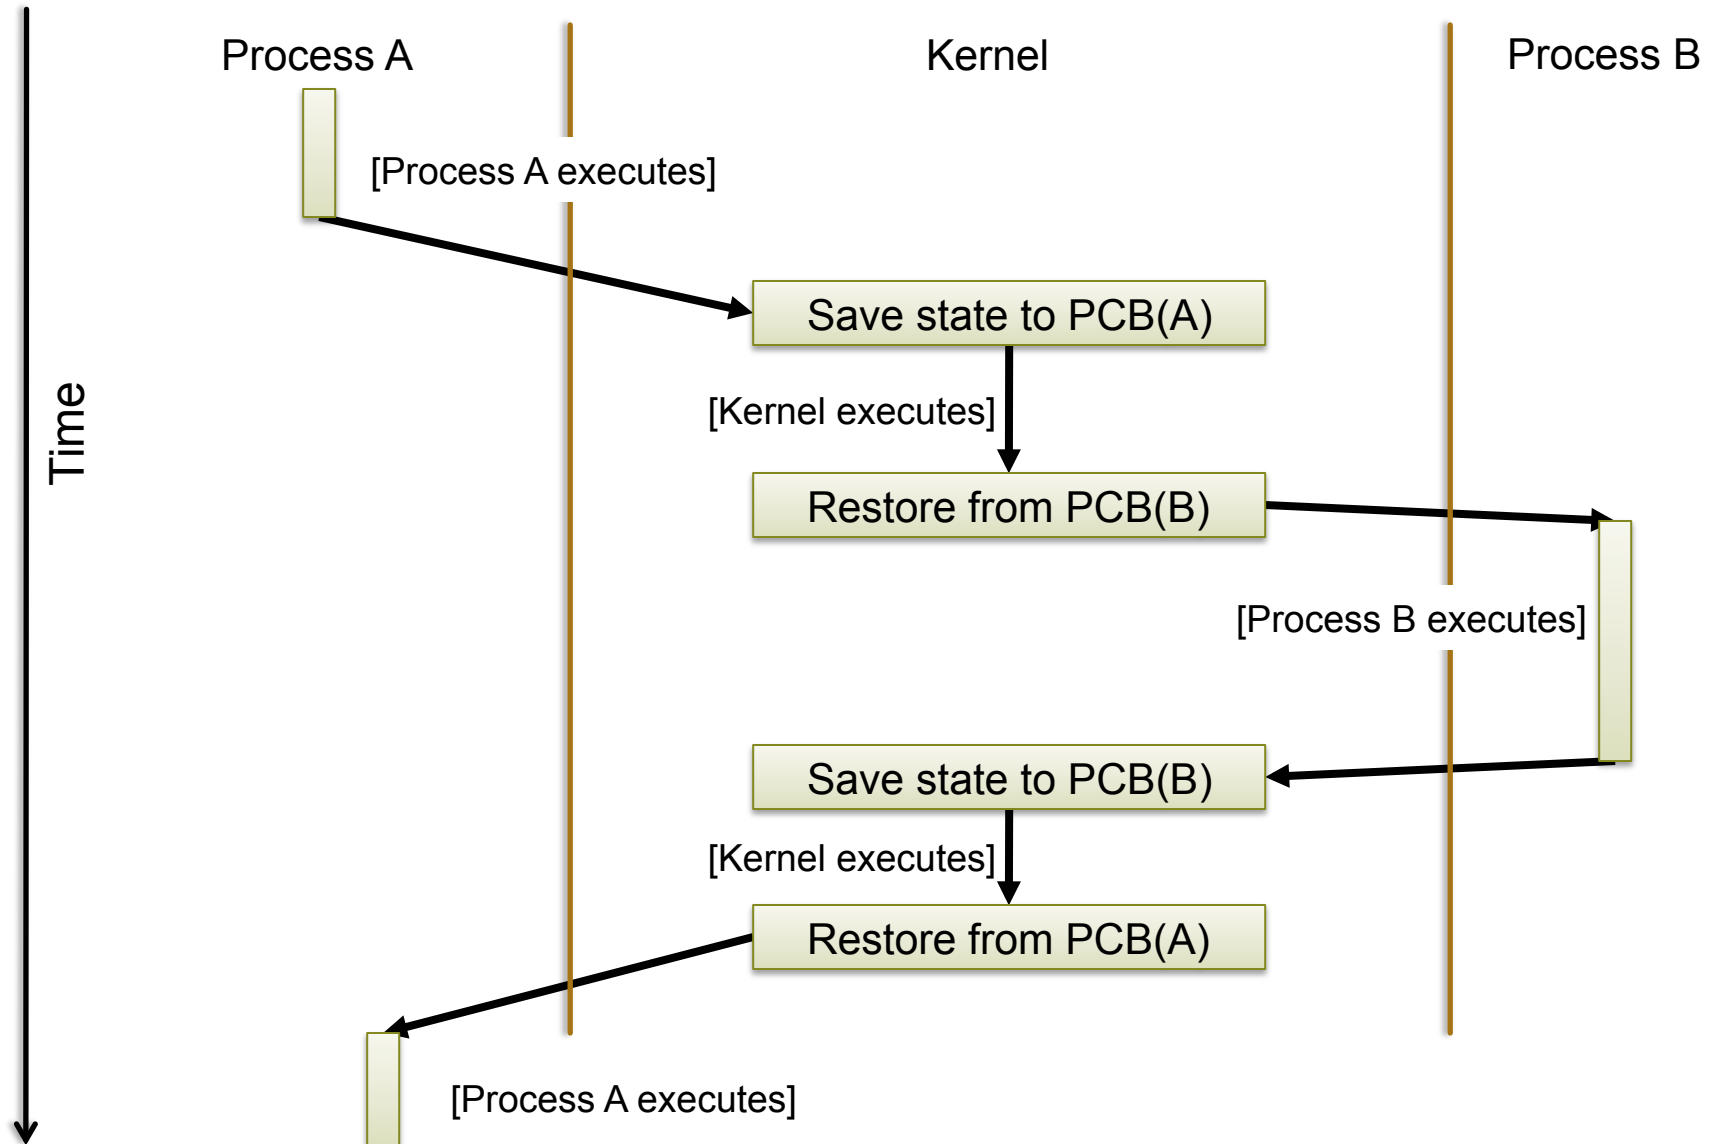 Process A
Kernel
Process B
[Process A executes]
Save state to PCB(A)
[Kernel executes]
Time
Restore from PCB(B)
[Process B executes]
Save state to PCB(B)
[Kernel executes]
Restore from PCB(A)
[Process A executes]